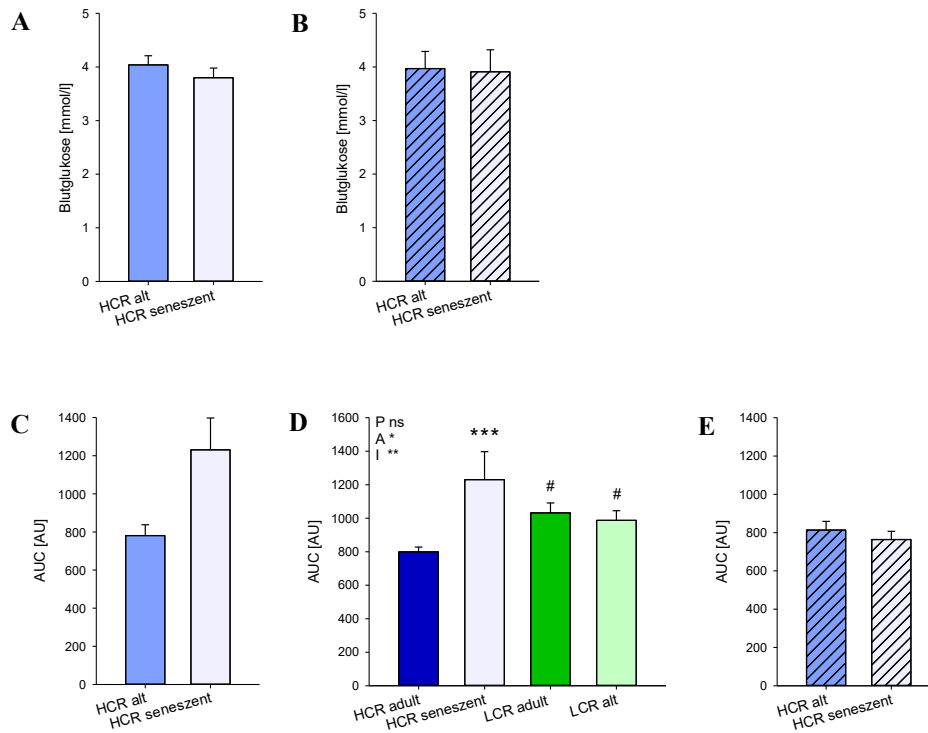 A
Blutglukose [mmol/l]
5
4
3
2
1
0
HCR alt
HCR seneszent
B
Blutglukose [mmol/l]
5
4
3
2
1
0
HCR alt
HCR seneszent
C
AUC [AU]
1400
1200
1000
800
600
400
200
0
HCR alt
HCR seneszent
D
AUC [AU]
1600
1400
1200
1000
800
600
400
200
0
P ns
A *
I **
***
#
#
HCR adult
HCR seneszent
LCR adult
LCR alt
E
AUC [AU]
1400
1200
1000
800
600
400
200
0
HCR alt
HCR seneszent